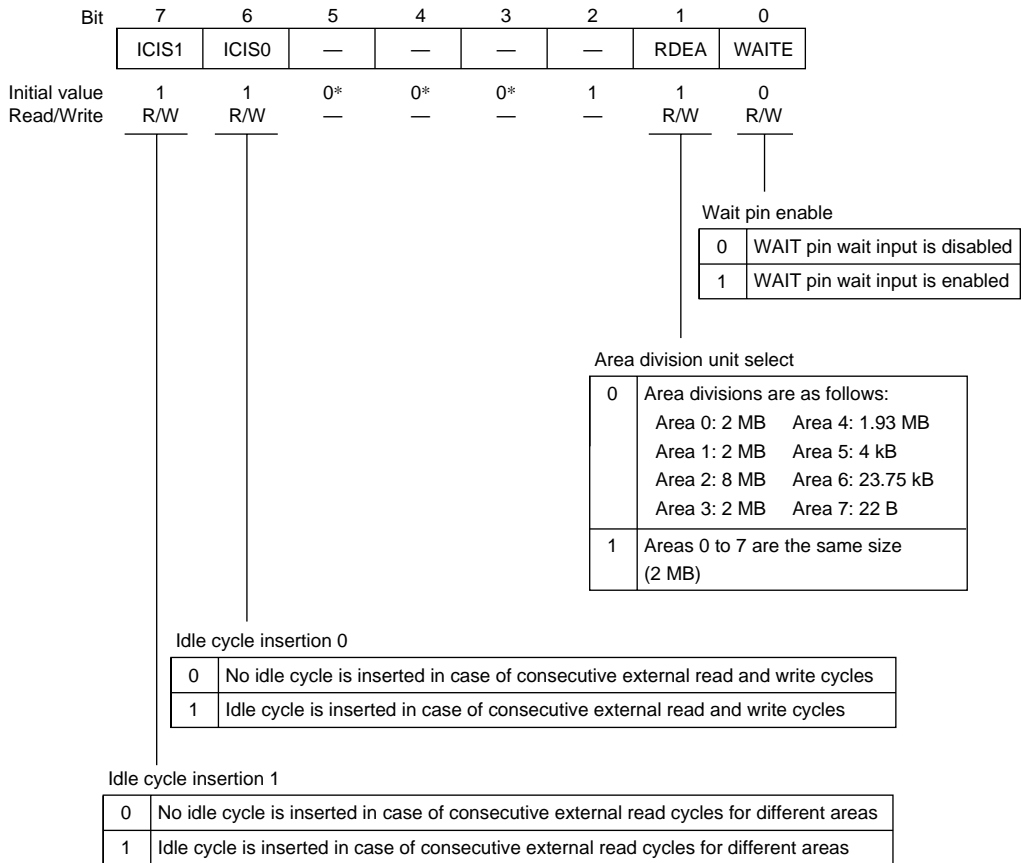 Bit 7 6 5 4 3 2 1 0
ICIS1 ICIS0 — — — — RDEA WAITE
Initial value 1 1 0* 0* 0* 1 1 0
Read/Write R/W R/W — — — — R/W R/W
Wait pin enable
0 WAIT pin wait input is disabled
1 WAIT pin wait input is enabled
Area division unit select
0 Area divisions are as follows:
Area 0: 2 MB Area 4: 1.93 MB
Area 1: 2 MB Area 5: 4 kB
Area 2: 8 MB Area 6: 23.75 kB
Area 3: 2 MB Area 7: 22 B
1 Areas 0 to 7 are the same size
(2 MB)
Idle cycle insertion 0
0 No idle cycle is inserted in case of consecutive external read and write cycles
1 Idle cycle is inserted in case of consecutive external read and write cycles
Idle cycle insertion 1
0 No idle cycle is inserted in case of consecutive external read cycles for different areas
1 Idle cycle is inserted in case of consecutive external read cycles for different areas